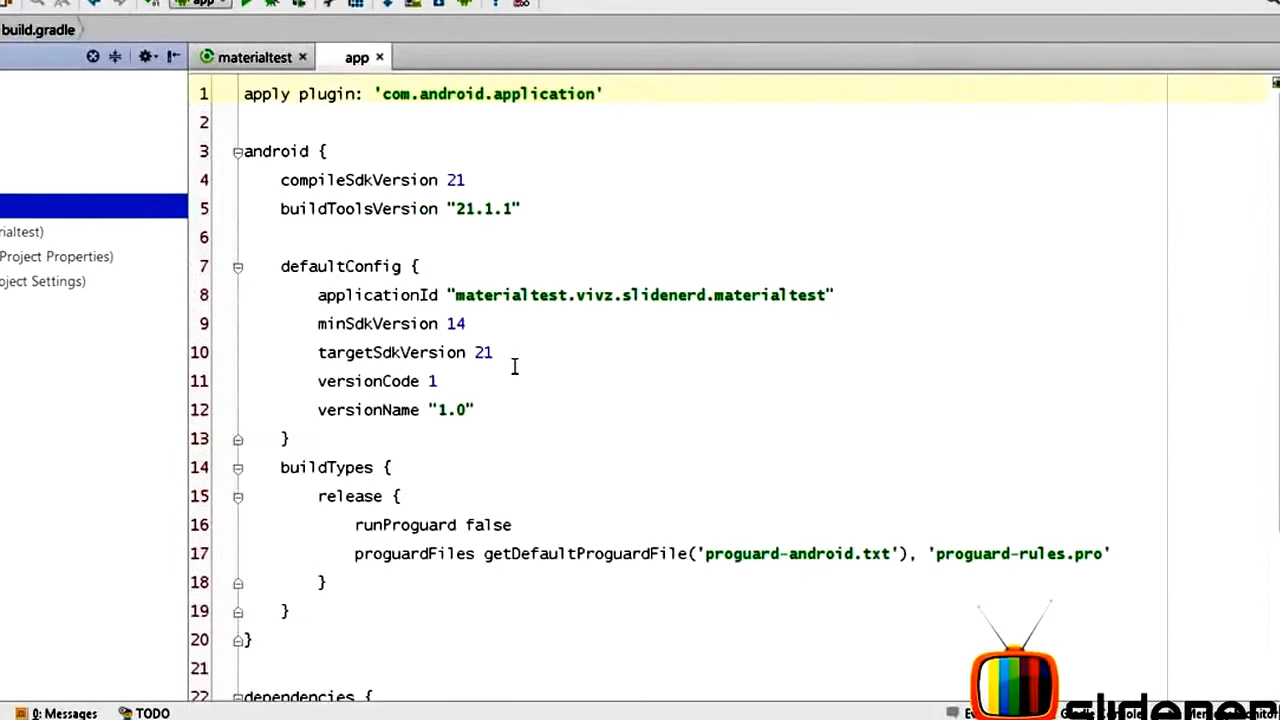 app
build.gradle
materialtest
app
1 apply plugin: 'com.android.application'
2
3 android {
4 compileSdkVersion 21
5 buildToolsVersion "21.1.1"
6
7 defaultConfig {
8 applicationId "materialtest.vivz.slidenerd.materialtest"
9 minSdkVersion 14
10 targetSdkVersion 21
11 versionCode 1
12 versionName "1.0"
13 }
14 buildTypes {
15 release {
16 runProguard false
17 proguardFiles getDefaultProguardFile('proguard-android.txt'), 'proguard-rules.pro'
18 }
19 }
20 }
21
22 dependencies {
rialtest)
Project Properties)
oject Settings)
0: Messages
TODO
slidener